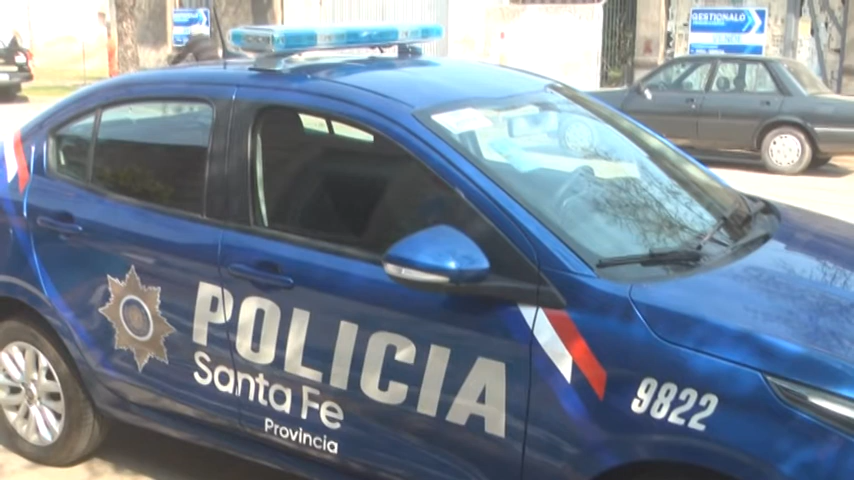 GESTIONALO
POLICIA
Santa Fe
Provincia
9822